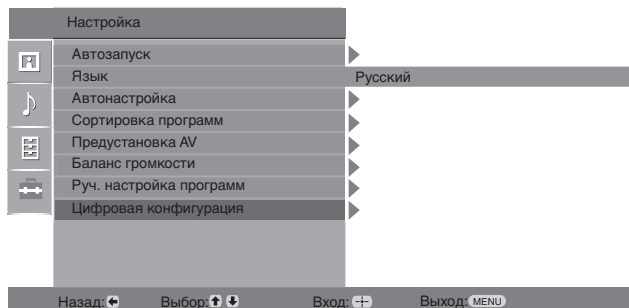 Настройка
Автозапуск
Язык Русский
Автонастройка
Сортировка программ
Предустановка AV
Баланс громкости
Руч. настройка программ
Цифровая конфигурация
Назад: Выбор: Вход: Выход: MENU